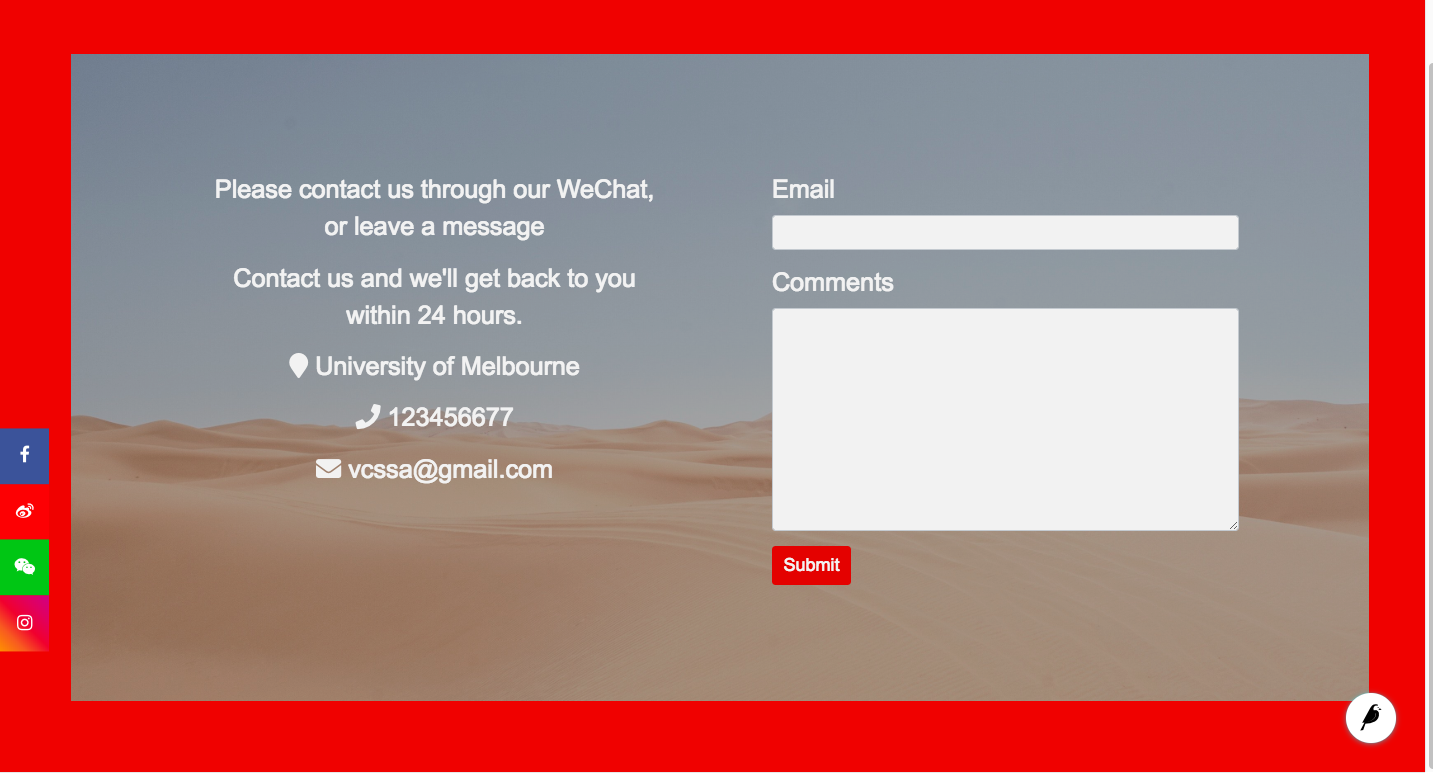 Please contact us through our WeChat,
or leave a message
Contact us and we'll get back to you
within 24 hours.
University of Melbourne
123456677
vcssa@gmail.com
Email
Comments
Submit